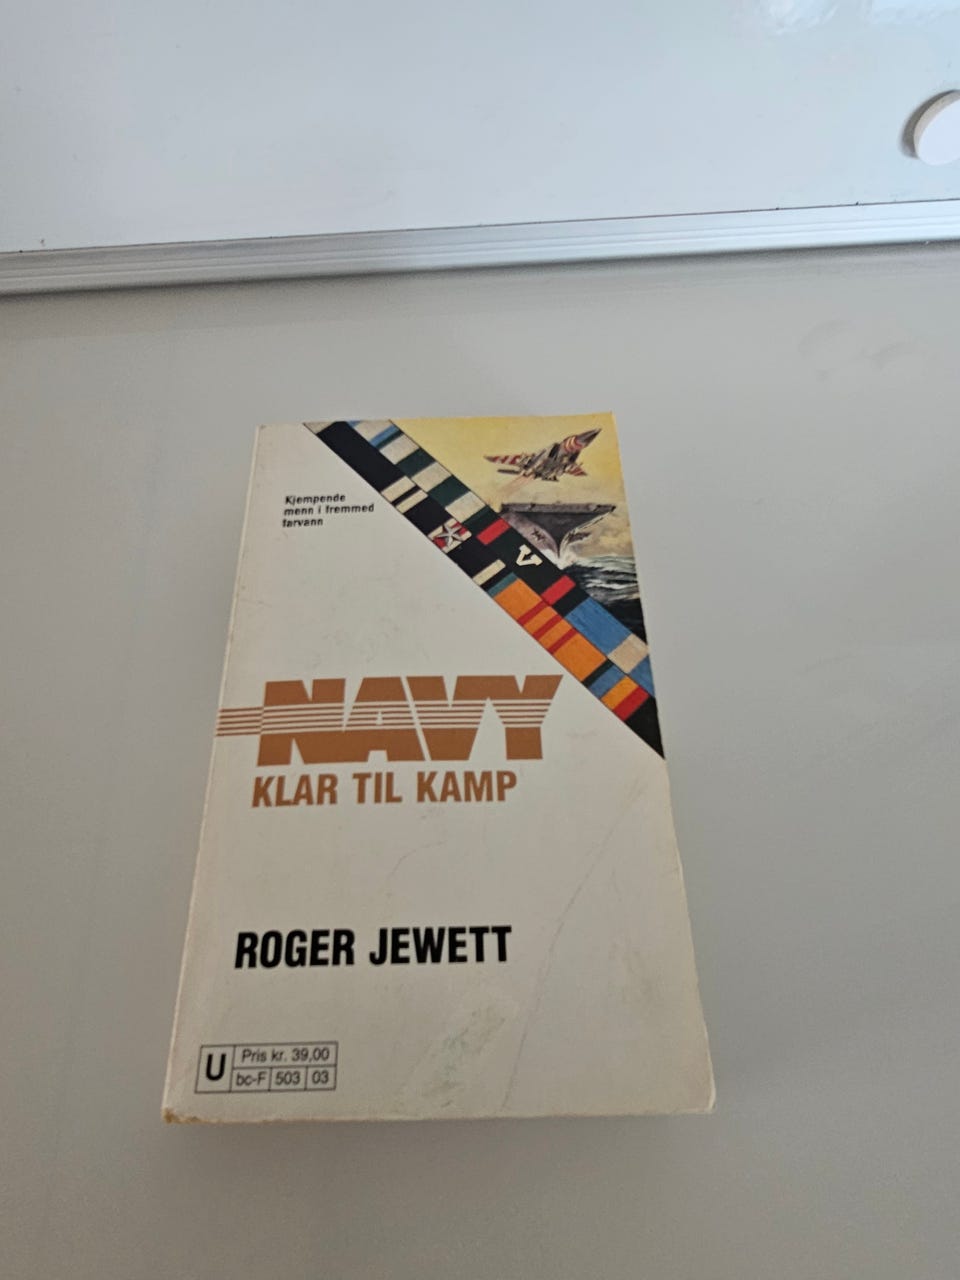 Kjempende
menn i fremmed
farvann
V
NAVY
KLAR TIL KAMP
ROGER JEWETT
U
Pris kr. 39,00
bc-F 503 03